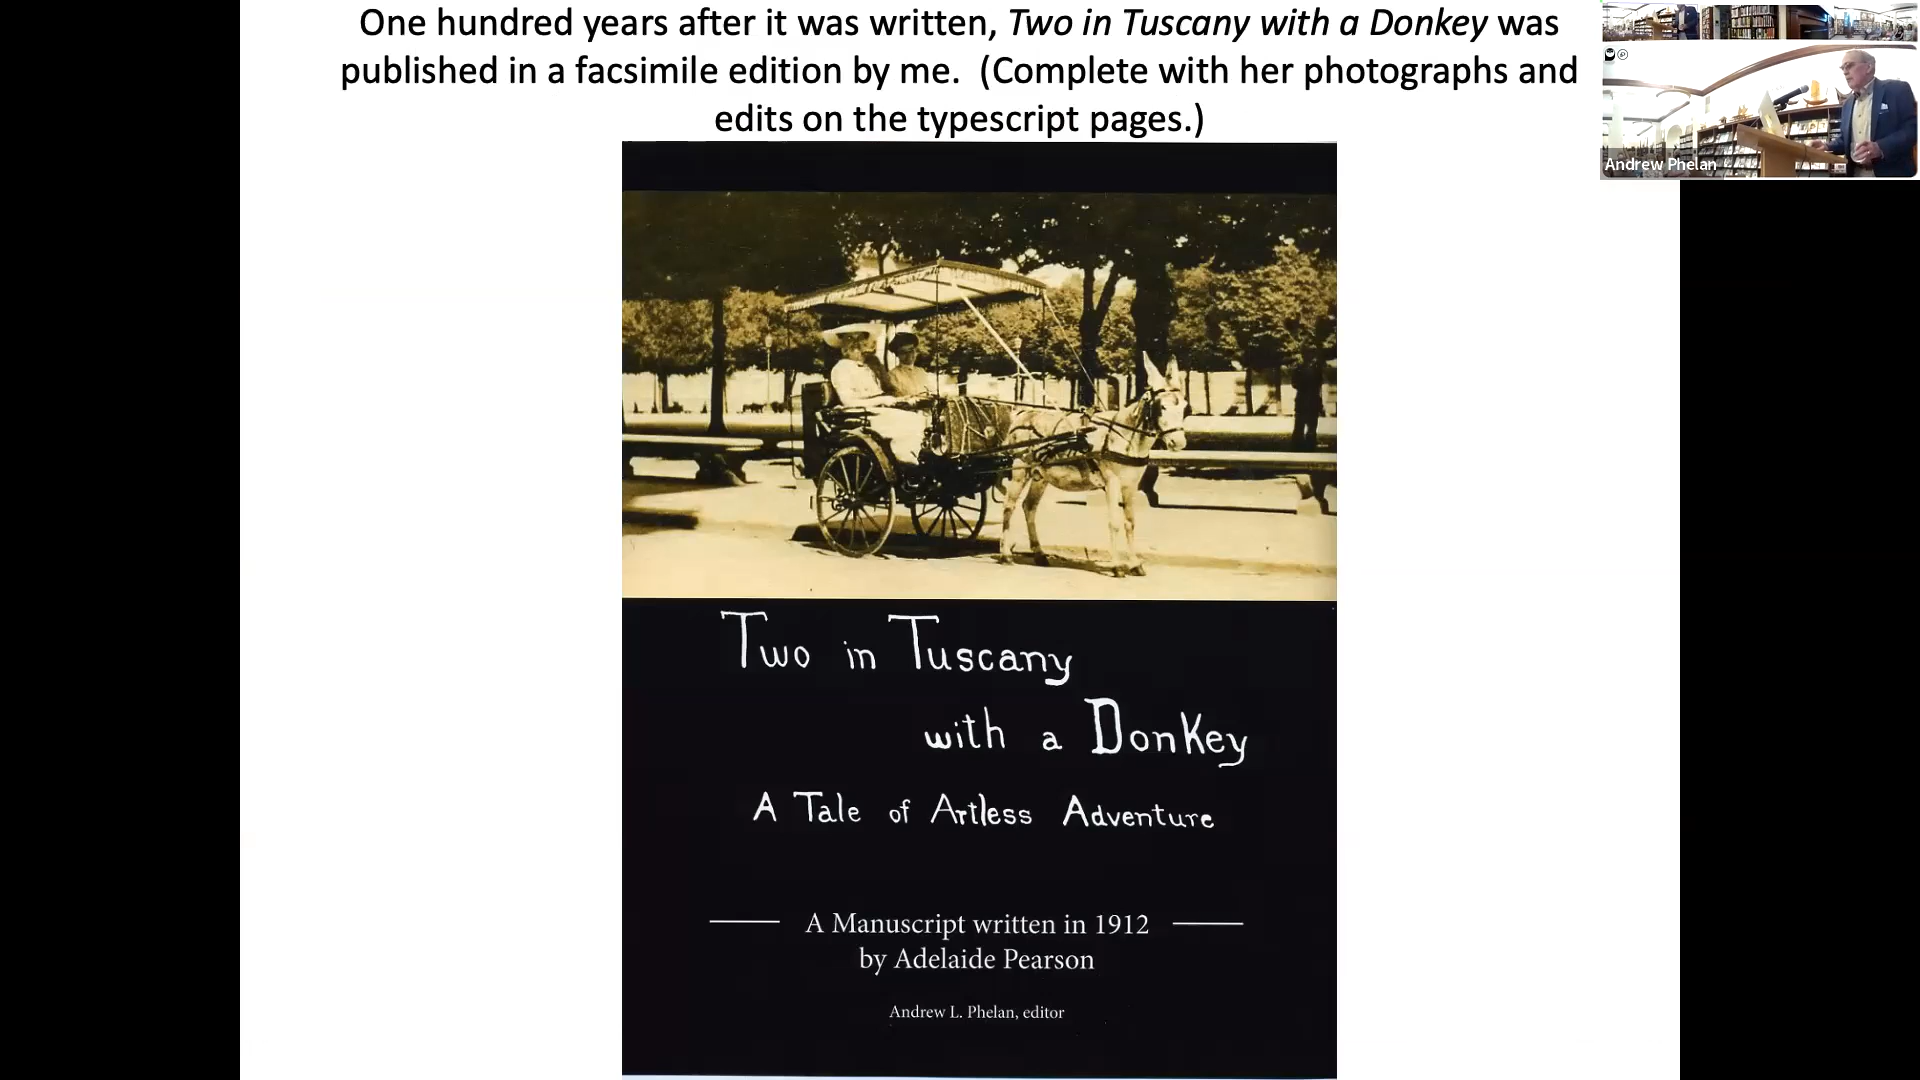 One hundred years after it was written, Two in Tuscany with a Donkey was
published in a facsimile edition by me.  (Complete with her photographs and
edits on the typescript pages.)
Andrew Phelan
Two in Tuscany
with a Donkey
A Tale of Artless Adventure
A Manuscript written in 1912
by Adelaide Pearson
Andrew L. Phelan, editor